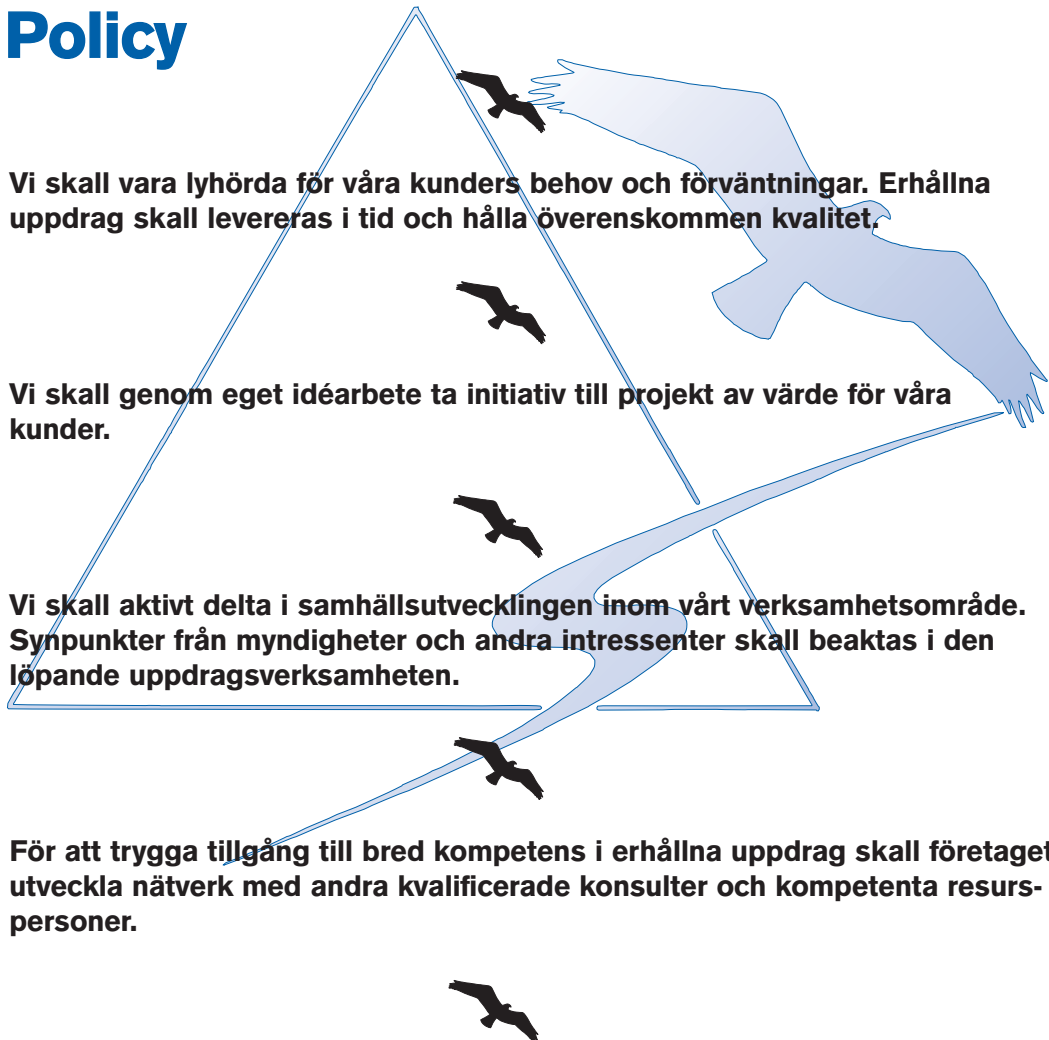 Policy
Vi skall vara lyhörda för våra kunders behov och förväntningar. Erhållna
uppdrag skall levereras i tid och hålla överenskommen kvalitet.
Vi skall genom eget idéarbete ta initiativ till projekt av värde för våra
kunder.
Vi skall aktivt delta i samhällsutvecklingen inom vårt verksamhetsområde.
Synpunkter från myndigheter och andra intressenter skall beaktas i den
löpande uppdragsverksamheten.
För att trygga tillgång till bred kompetens i erhållna uppdrag skall företaget
utveckla nätverk med andra kvalificerade konsulter och kompetenta resurs-
personer.